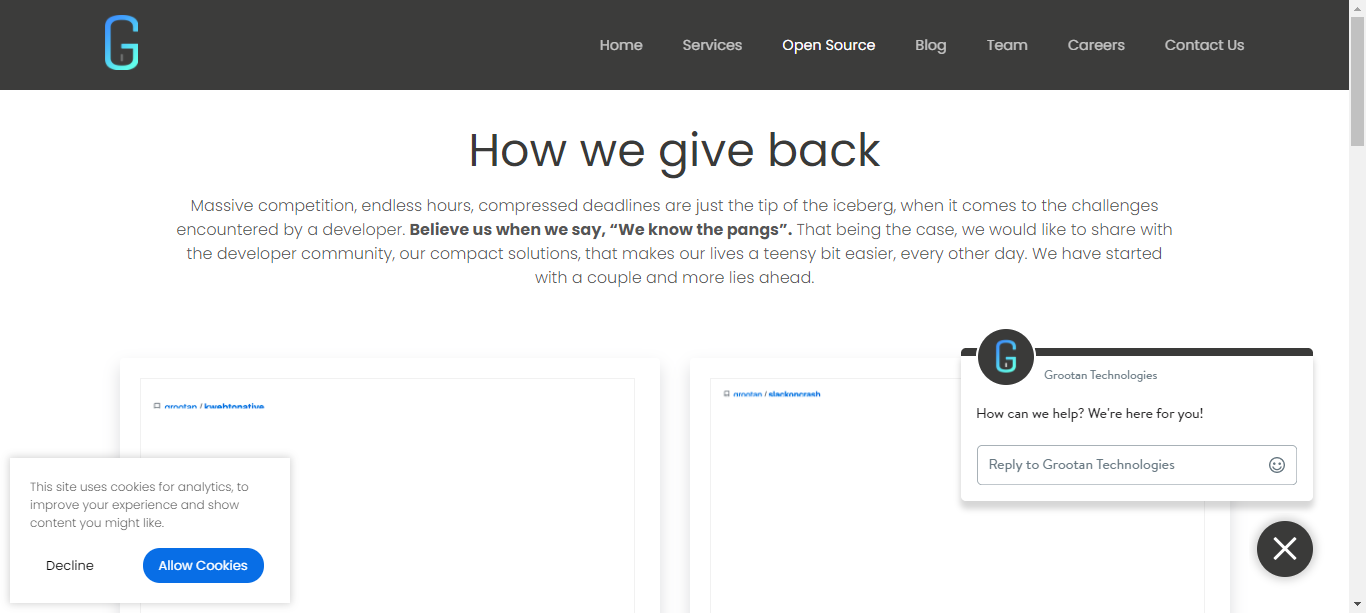 G
Home Services Open Source Blog Team Careers Contact Us
How we give back
Massive competition, endless hours, compressed deadlines are just the tip of the iceberg, when it comes to the challenges
encountered by a developer. Believe us when we say, “We know the pangs”. That being the case, we would like to share with
the developer community, our compact solutions, that makes our lives a teensy bit easier, every other day. We have started
with a couple and more lies ahead.
grootan / kwebtonative
grootan / slackoncrash
G
Grootan Technologies
How can we help? We're here for you!
Reply to Grootan Technologies
This site uses cookies for analytics, to
improve your experience and show
content you might like.
Decline Allow Cookies